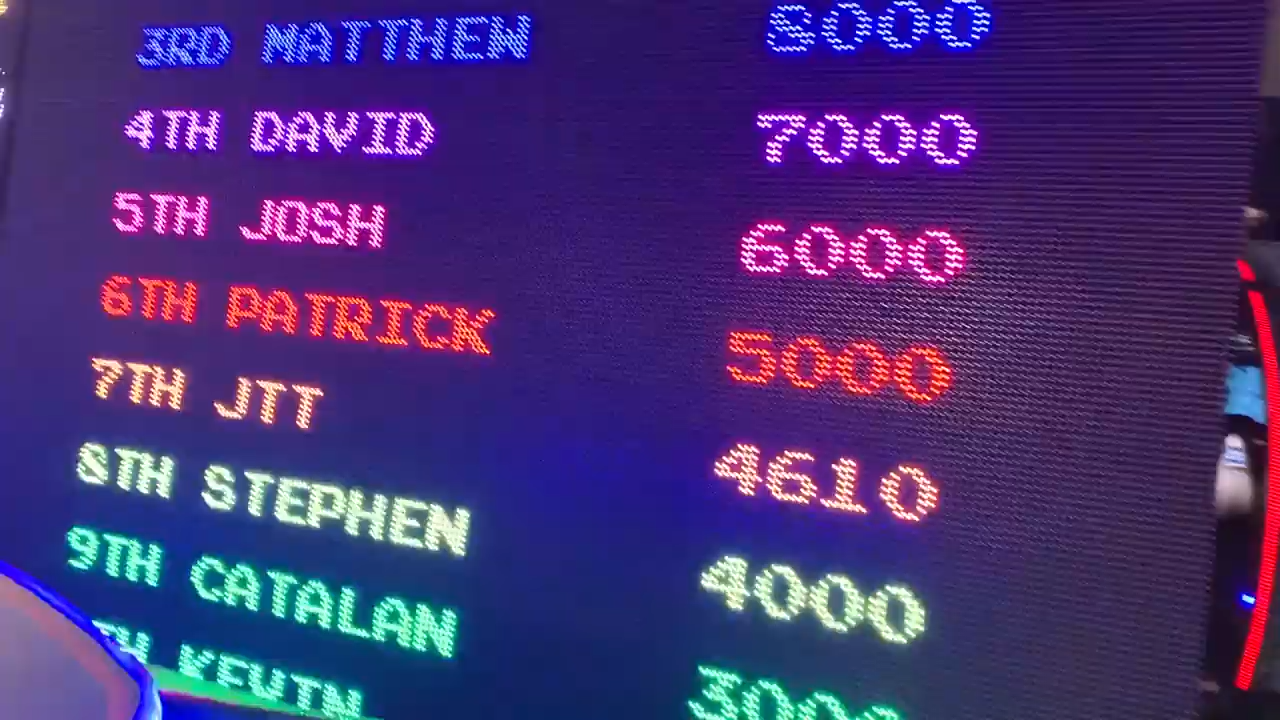 3RD MATTHEW 8000
4TH DAVID 7000
5TH JOSH 6000
6TH PATRICK 5000
7TH JTT 4610
8TH STEPHEN 4000
9TH CATALAN 3000
KEVIN